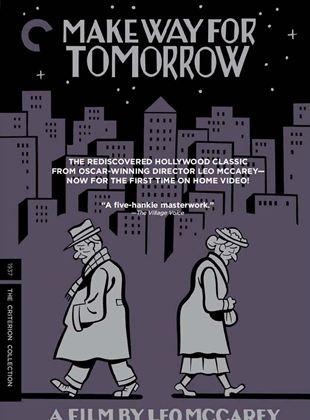 MAKE WAY FOR
TOMORROW
THE REDISCOVERED HOLLYWOOD CLASSIC
FROM OSCAR-WINNING DIRECTOR LEO MCCAREY—
NOW FOR THE FIRST TIME ON HOME VIDEO!
“A five-hankie masterwork.”
—The Village Voice
1937
THE CRITERION COLLECTION
A FILM BY LEO McCAREY